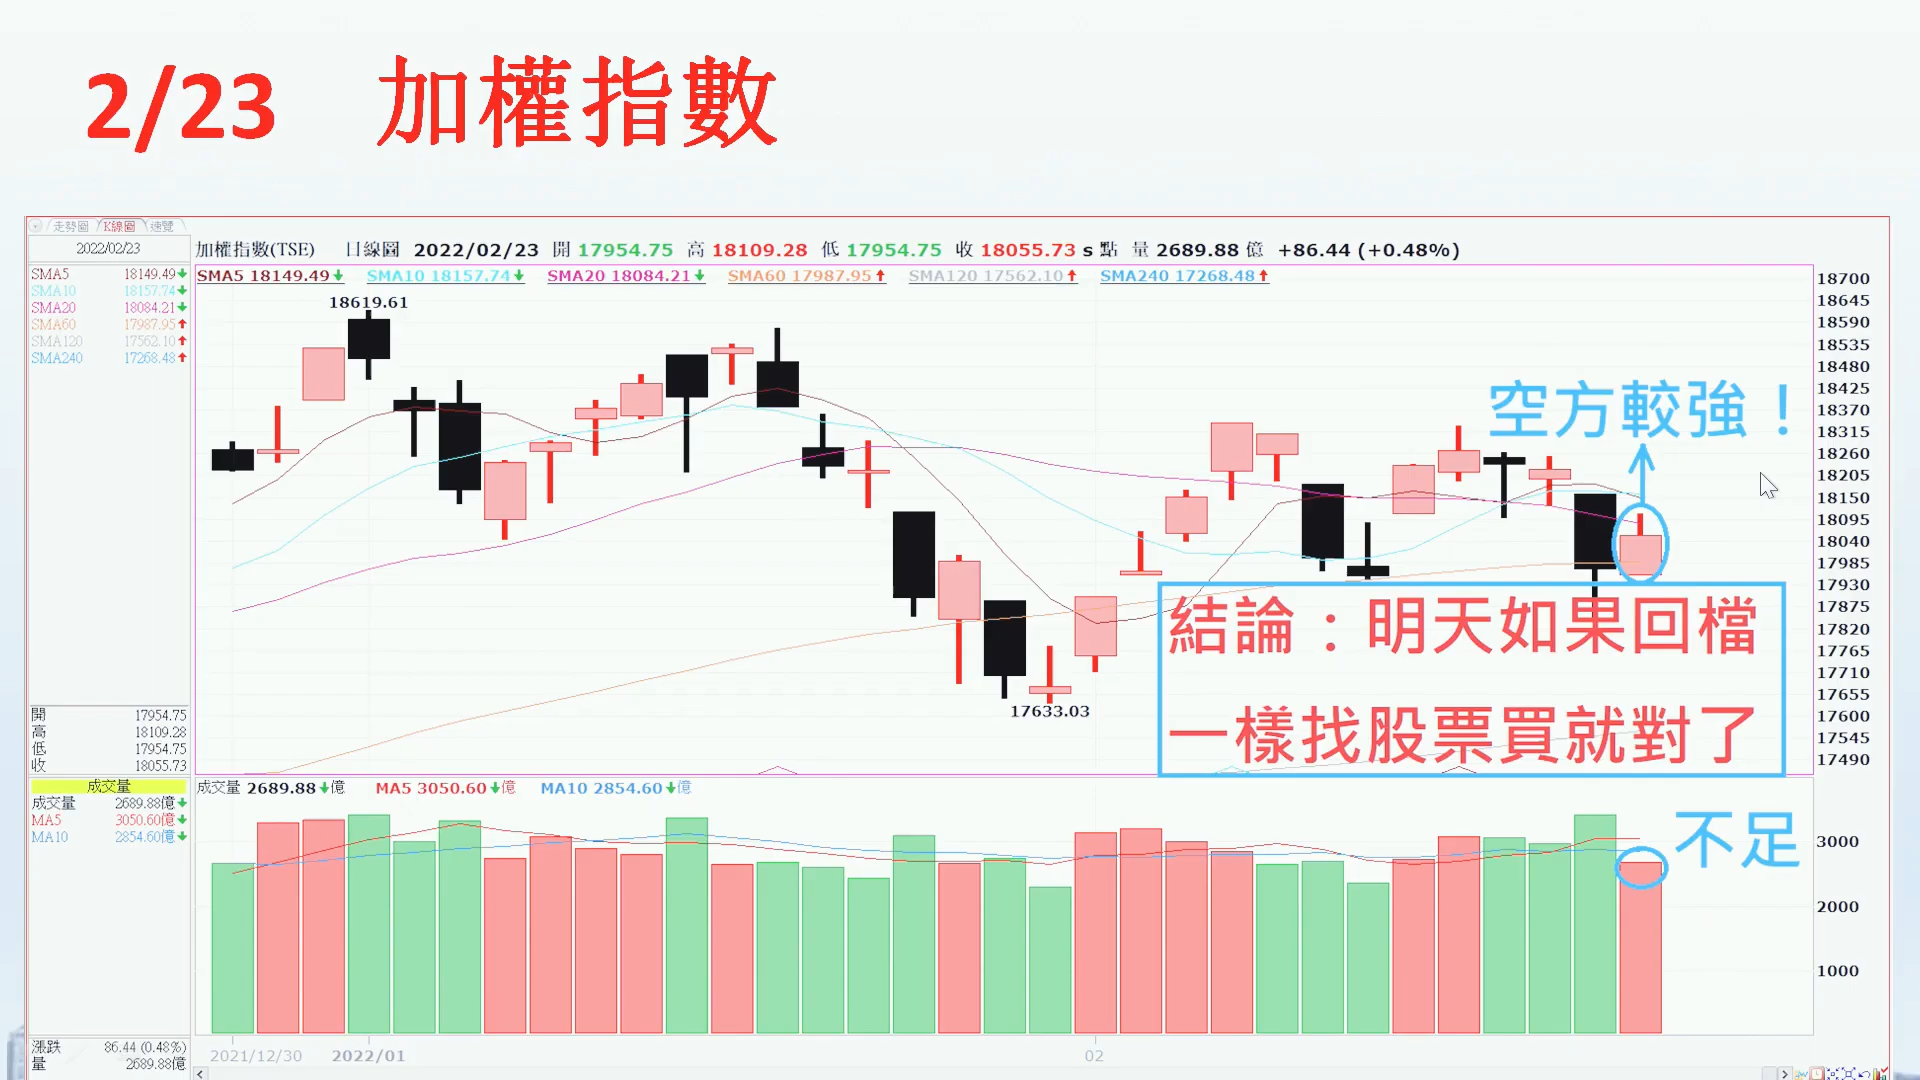 2/23 加權指數
走勢圖 K線圖 速覽
2022/02/23
加權指數(TSE) 日線圖 2022/02/23 開 17954.75 高 18109.28 低 17954.75 收 18055.73 s 點 量 2689.88 億 +86.44 (+0.48%)
SMA5 18149.49↓ SMA10 18157.74↓ SMA20 18084.21↓ SMA60 17987.95↑ SMA120 17562.10↑ SMA240 17268.48↑
SMA5 18149.49↓
SMA10 18157.74↓
SMA20 18084.21↓
SMA60 17987.95↑
SMA120 17562.10↑
SMA240 17268.48↑
18619.61
17633.03
空方較強！
結論：明天如果回檔
一樣找股票買就對了
18700
18645
18590
18535
18480
18425
18370
18315
18260
18205
18150
18095
18040
17985
17930
17875
17820
17765
17710
17655
17600
17545
17490
開 17954.75
高 18109.28
低 17954.75
收 18055.73
成交量
成交量 2689.88億↓
MA5 3050.60億↓
MA10 2854.60億↓
成交量 2689.88↓億 MA5 3050.60↓億 MA10 2854.60↓億
不足
3000
2000
1000
漲跌 86.44 (0.48%)
量 2689.88億
2021/12/30 2022/01 02